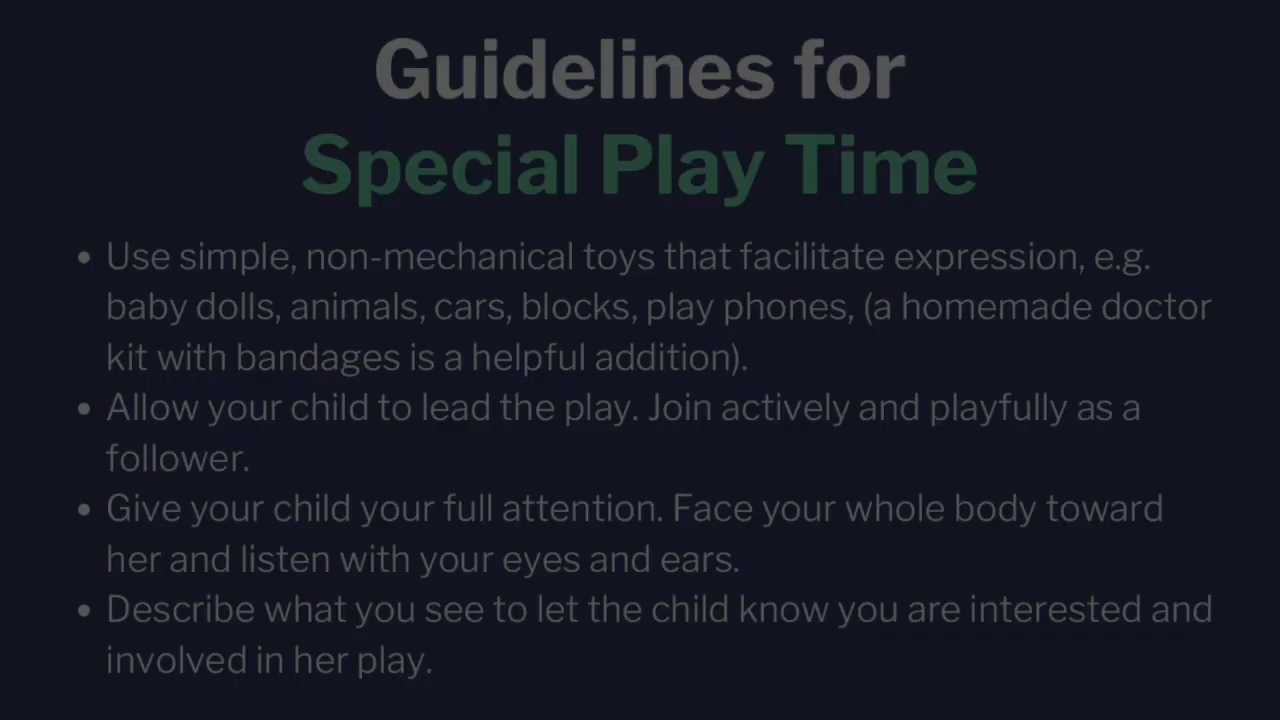 Guidelines for
Special Play Time
• Use simple, non-mechanical toys that facilitate expression, e.g.
baby dolls, animals, cars, blocks, play phones, (a homemade doctor
kit with bandages is a helpful addition).
• Allow your child to lead the play. Join actively and playfully as a
follower.
• Give your child your full attention. Face your whole body toward
her and listen with your eyes and ears.
• Describe what you see to let the child know you are interested and
involved in her play.